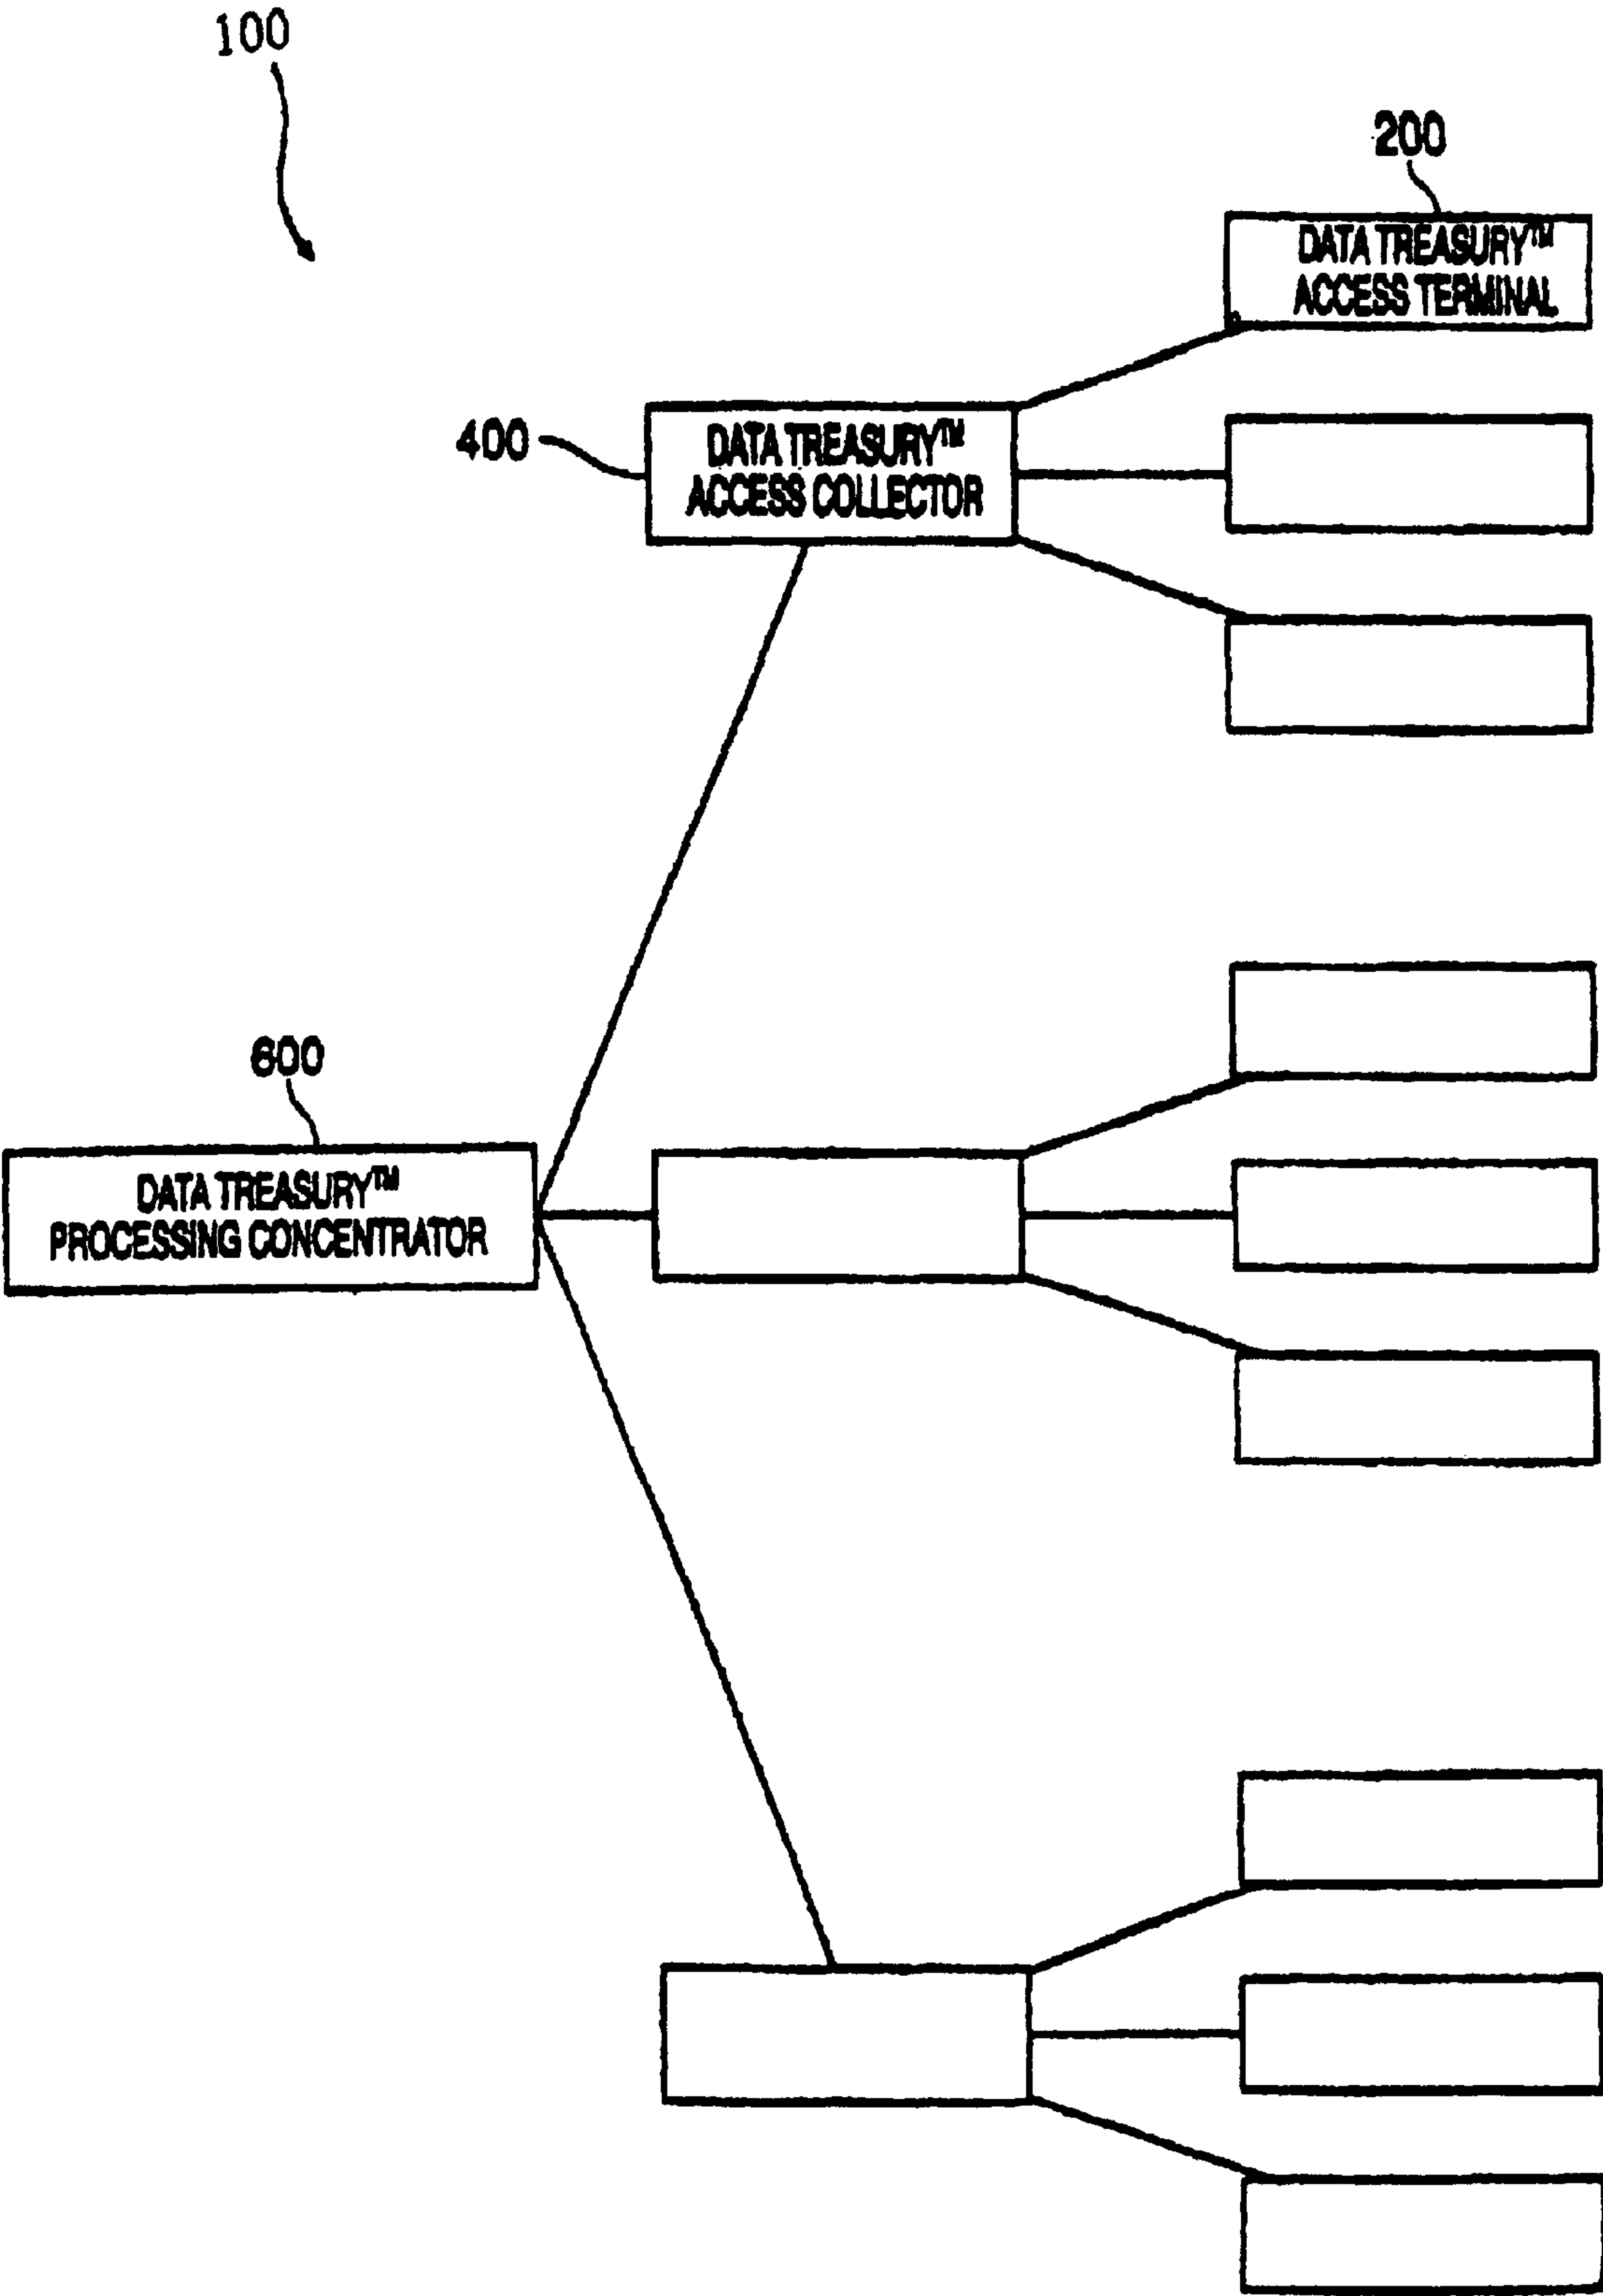 100
200
DATA TREASURY™
ACCESS TERMINAL
400
DATA TREASURY™
ACCESS COLLECTOR
600
DATA TREASURY™
PROCESSING CONCENTRATOR